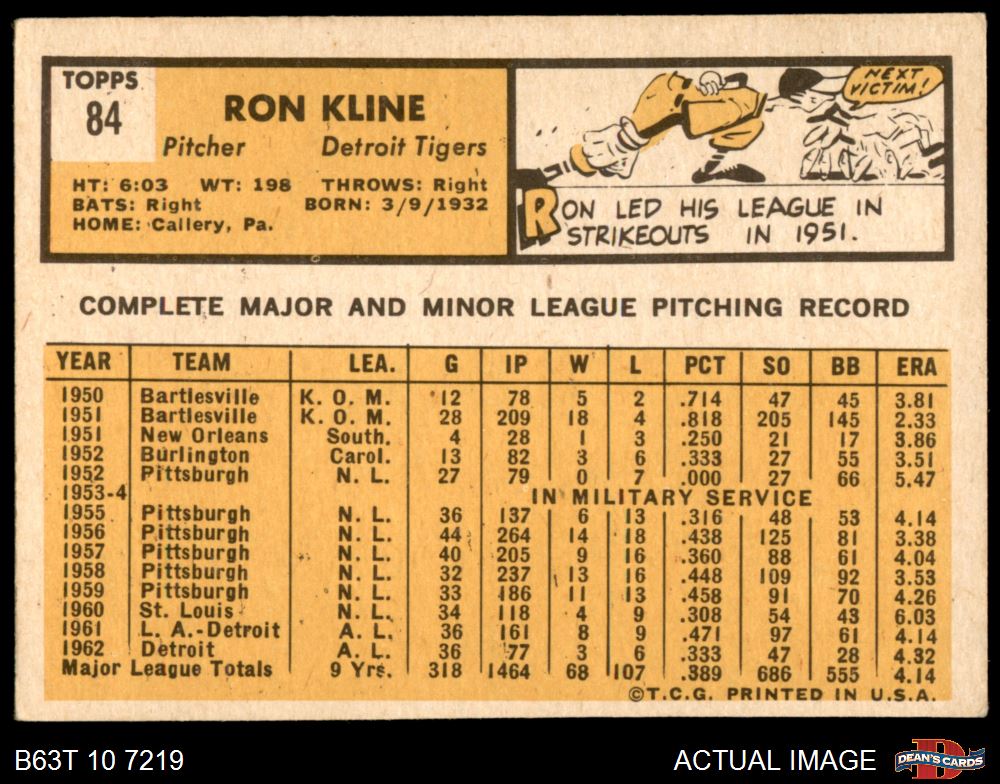 TOPPS
84
RON KLINE
Pitcher Detroit Tigers
HT: 6:03 WT: 198 THROWS: Right
BATS: Right BORN: 3/9/1932
HOME: Callery, Pa.
NEXT
VICTIM!
RON LED HIS LEAGUE IN
STRIKEOUTS IN 1951.
COMPLETE MAJOR AND MINOR LEAGUE PITCHING RECORD
YEAR TEAM LEA. G IP W L PCT SO BB ERA
1950 Bartlesville K. O. M. 12 78 5 2 .714 47 45 3.81
1951 Bartlesville K. O. M. 28 209 18 4 .818 205 145 2.33
1951 New Orleans South. 4 28 1 3 .250 21 17 3.86
1952 Burlington Carol. 13 82 3 6 .333 27 55 3.51
1952 Pittsburgh N. L. 27 79 0 7 .000 27 66 5.47
1953-4 IN MILITARY SERVICE
1955 Pittsburgh N. L. 36 137 6 13 .316 48 53 4.14
1956 Pittsburgh N. L. 44 264 14 18 .438 125 81 3.38
1957 Pittsburgh N. L. 40 205 9 16 .360 88 61 4.04
1958 Pittsburgh N. L. 32 237 13 16 .448 109 92 3.53
1959 Pittsburgh N. L. 33 186 11 13 .458 91 70 4.26
1960 St. Louis N. L. 34 118 4 9 .308 54 43 6.03
1961 L. A.-Detroit A. L. 36 161 8 9 .471 97 61 4.14
1962 Detroit A. L. 36 77 3 6 .333 47 28 4.32
Major League Totals 9 Yrs. 318 1464 68 107 .389 686 555 4.14
©T.C.G. PRINTED IN U.S.A.
B63T 10 7219 ACTUAL IMAGE
D
DEAN'S CARDS